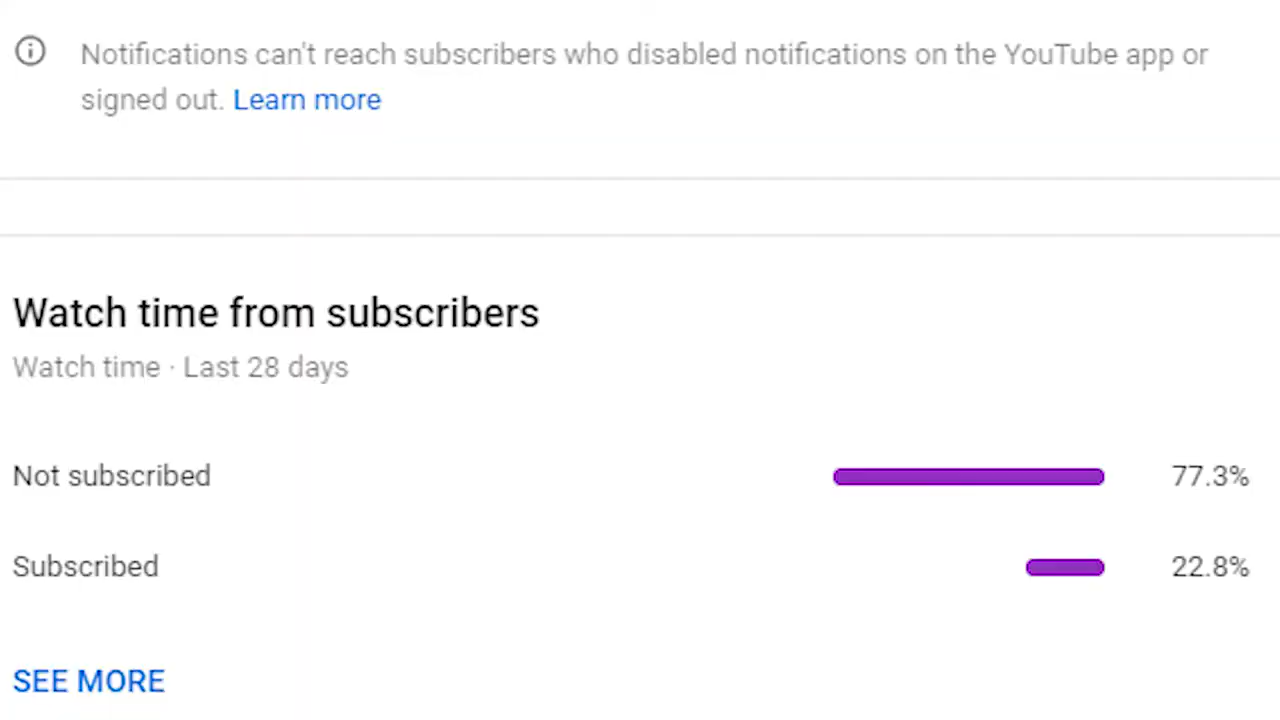 Notifications can't reach subscribers who disabled notifications on the YouTube app or
signed out. Learn more
Watch time from subscribers
Watch time · Last 28 days
Not subscribed 77.3%
Subscribed 22.8%
SEE MORE